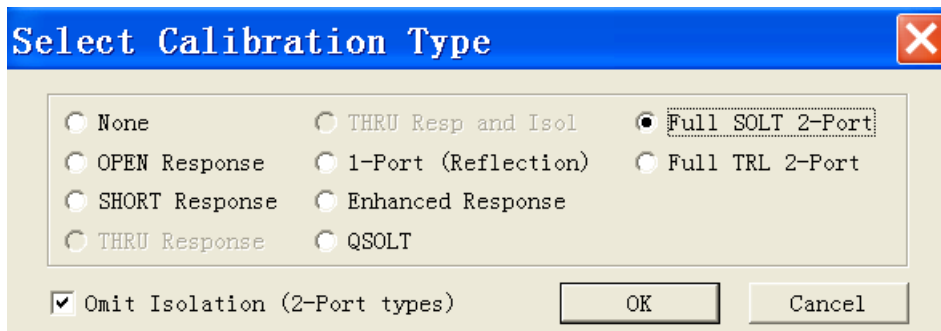 Select Calibration Type
None
THRU Resp and Isol
Full SOLT 2-Port
OPEN Response
1-Port (Reflection)
Full TRL 2-Port
SHORT Response
Enhanced Response
THRU Response
QSOLT
Omit Isolation (2-Port types)
OK
Cancel